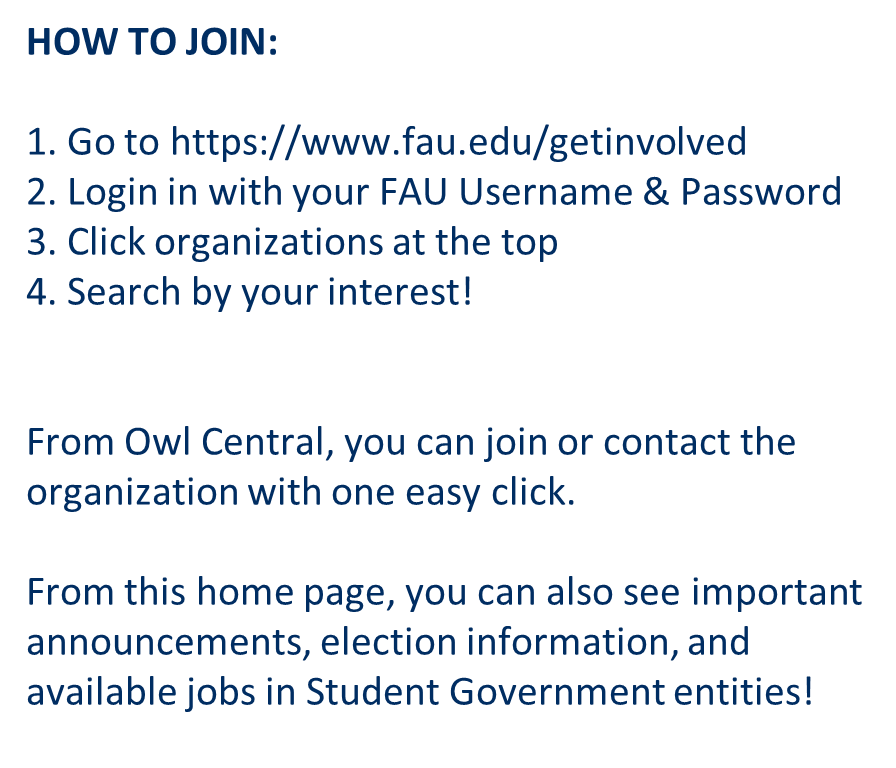 HOW TO JOIN:
1. Go to https://www.fau.edu/getinvolved
2. Login in with your FAU Username & Password
3. Click organizations at the top
4. Search by your interest!
From Owl Central, you can join or contact the
organization with one easy click.
From this home page, you can also see important
announcements, election information, and
available jobs in Student Government entities!